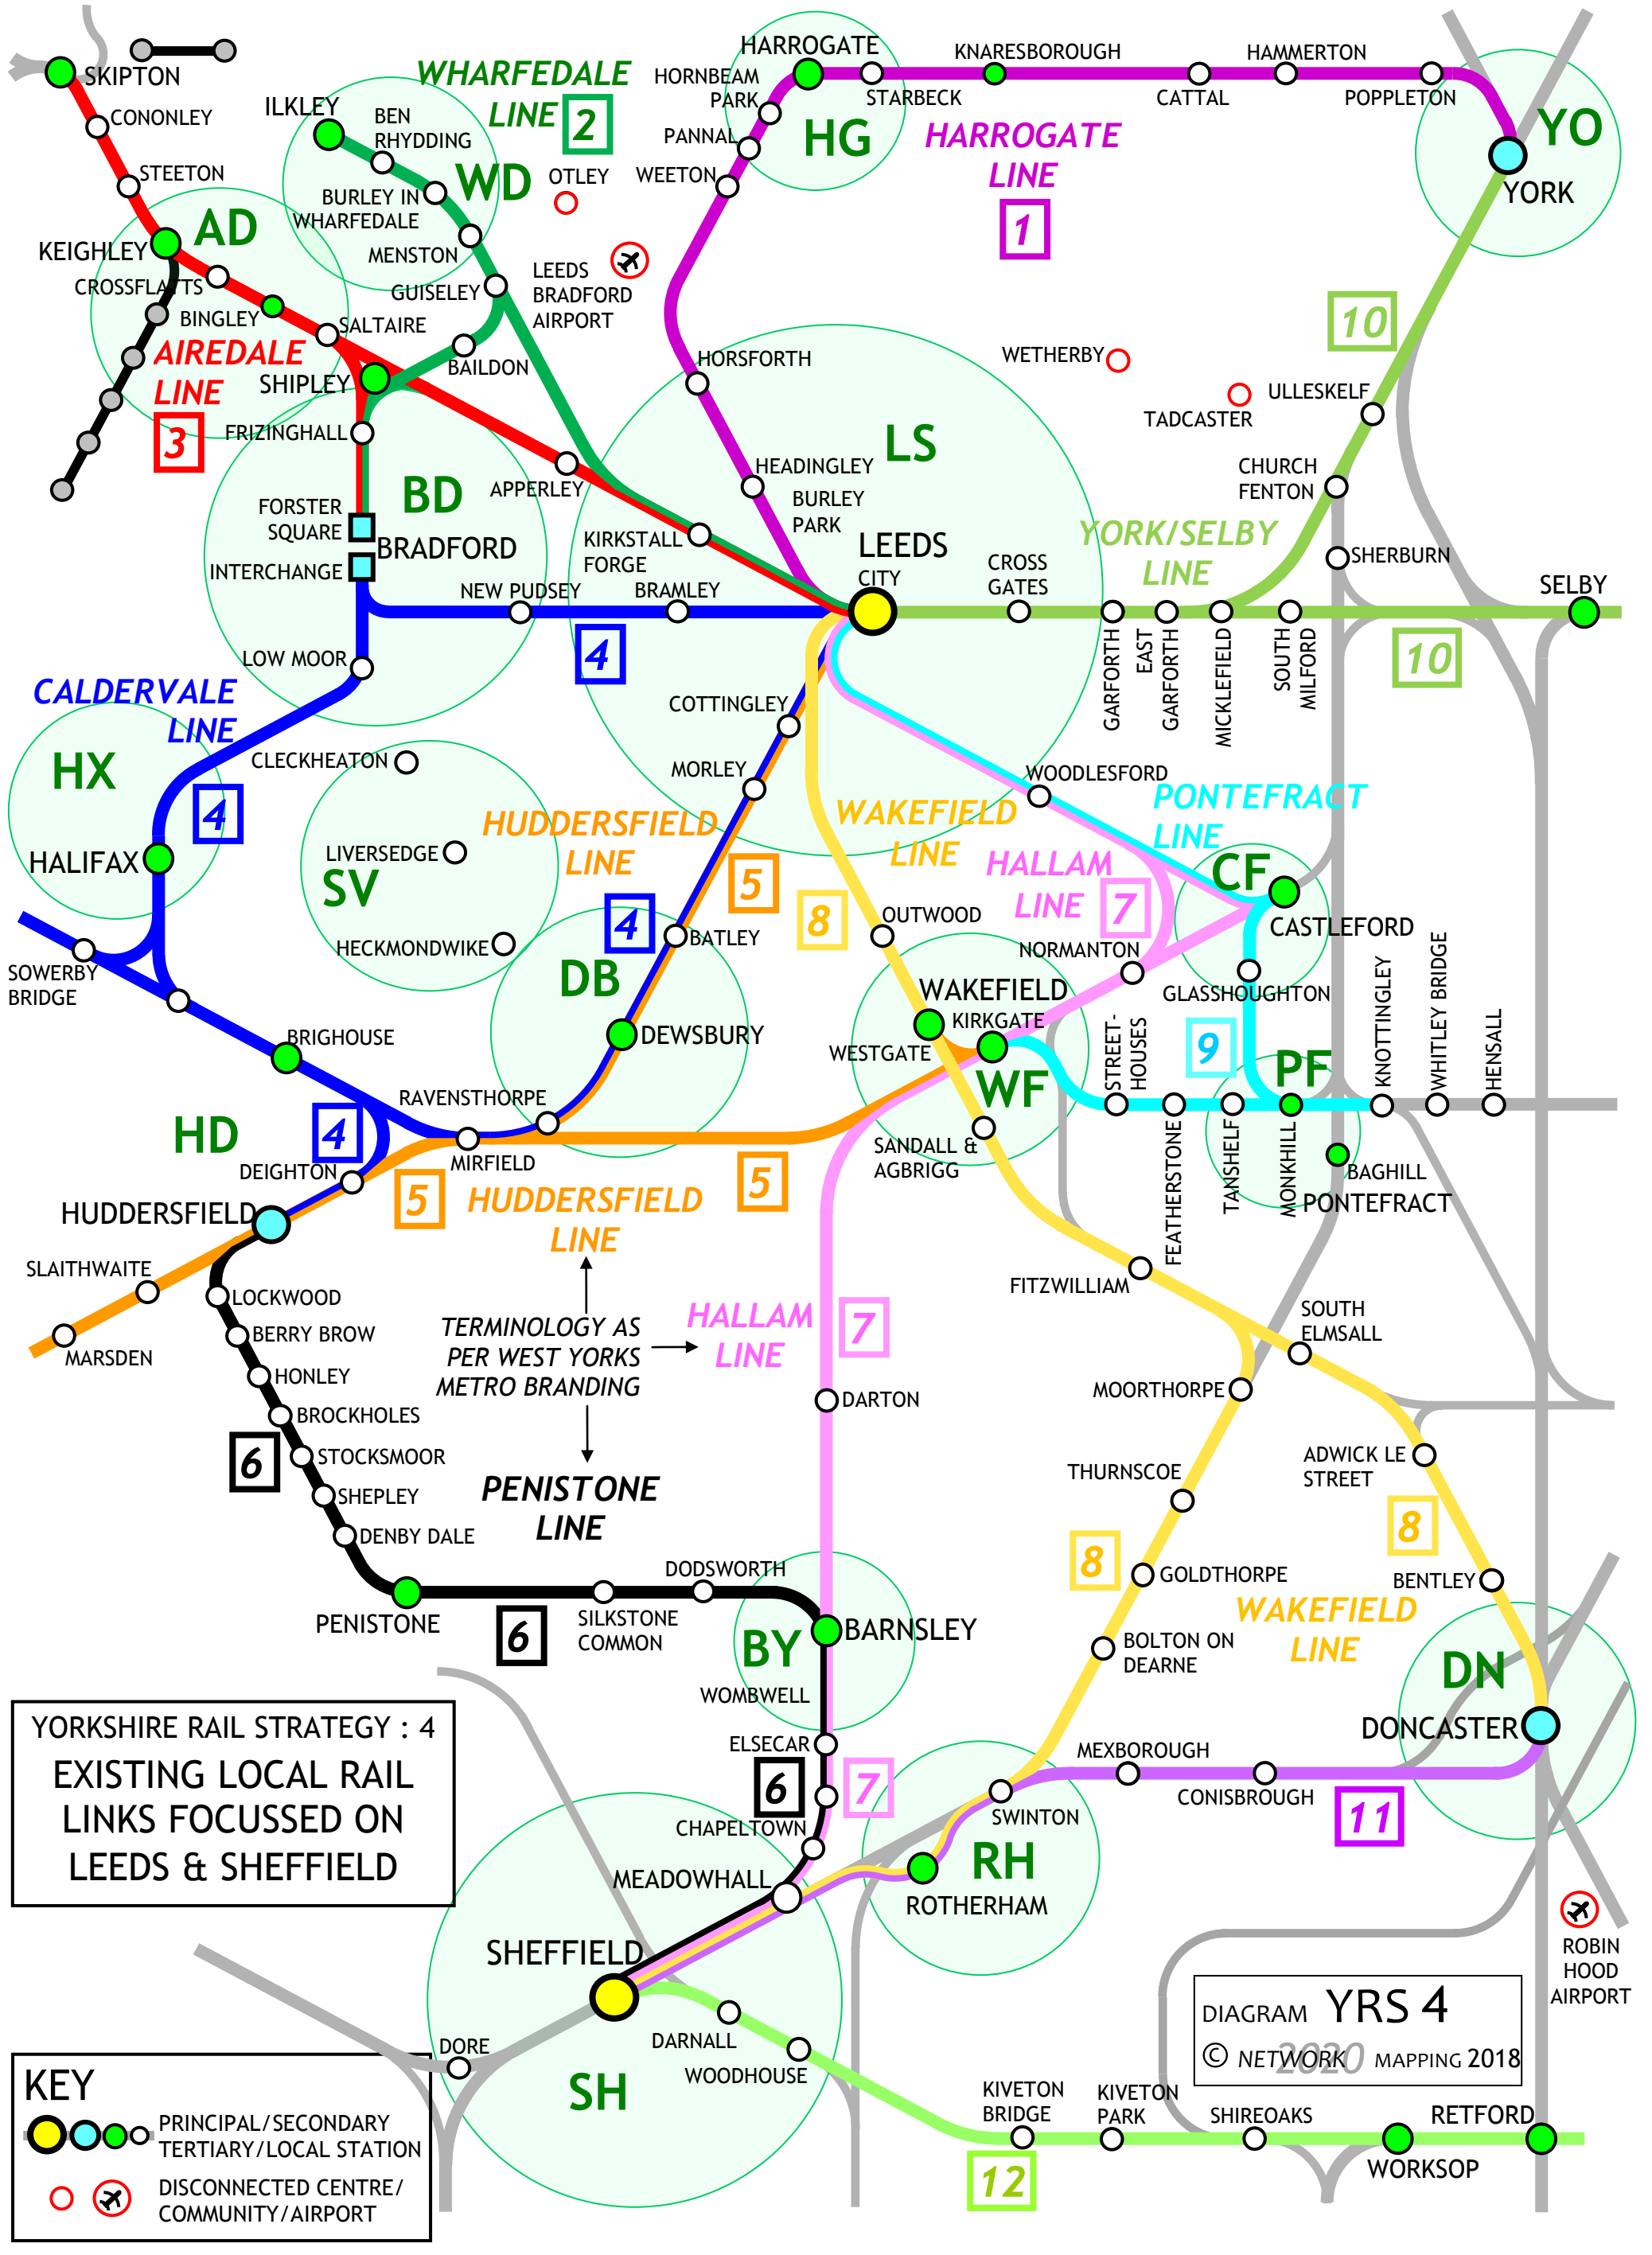 SKIPTON
CONONLEY
STEETON
KEIGHLEY
AD
CROSSFLATTS
BINGLEY
SALTAIRE
AIREDALE
LINE
3
SHIPLEY
FRIZINGHALL
ILKLEY
BEN
RHYDDING
WHARFEDALE
LINE
2
WD
BURLEY IN
WHARFEDALE
MENSTON
GUISELEY
BAILDON
OTLEY
LEEDS
BRADFORD
AIRPORT
HARROGATE
HORNBEAM
PARK
PANNAL
WEETON
HG
STARBECK
KNARESBOROUGH
CATTAL
HAMMERTON
POPPLETON
HARROGATE
LINE
1
YO
YORK
10
HORSFORTH
HEADINGLEY
BURLEY
PARK
LS
WETHERBY
TADCASTER
ULLESKELF
CHURCH
FENTON
SHERBURN
YORK/SELBY
LINE
SELBY
BD
APPERLEY
KIRKSTALL
FORGE
FORSTER
SQUARE
BRADFORD
INTERCHANGE
NEW PUDSEY
BRAMLEY
4
LEEDS
CITY
CROSS
GATES
GARFORTH
EAST
GARFORTH
MICKLEFIELD
SOUTH
MILFORD
10
LOW MOOR
CALDERVALE
LINE
HX
4
HALIFAX
CLECKHEATON
LIVERSEDGE
SV
HECKMONDWIKE
COTTINGLEY
MORLEY
HUDDERSFIELD
LINE
5
4
BATLEY
DB
DEWSBURY
WAKEFIELD
LINE
8
OUTWOOD
WOODLESFORD
PONTEFRACT
LINE
HALLAM
LINE
7
CF
CASTLEFORD
NORMANTON
GLASSHOUGHTON
SOWERBY
BRIDGE
BRIGHOUSE
RAVENSTHORPE
HD
4
DEIGHTON
MIRFIELD
5
HUDDERSFIELD
LINE
5
WAKEFIELD
KIRKGATE
WESTGATE
WF
SANDALL &
AGBRIGG
STREET-
HOUSES
9
PF
KNOTTINGLEY
WHITLEY BRIDGE
HENSALL
FEATHERSTONE
TANSHELF
MONKHILL
BAGHILL
PONTEFRACT
HUDDERSFIELD
SLAITHWAITE
MARSDEN
LOCKWOOD
BERRY BROW
HONLEY
BROCKHOLES
STOCKSMOOR
SHEPLEY
DENBY DALE
6
TERMINOLOGY AS
PER WEST YORKS
METRO BRANDING
HALLAM
LINE
7
DARTON
PENISTONE
LINE
FITZWILLIAM
SOUTH
ELMSALL
MOORTHORPE
THURNSCOE
ADWICK LE
STREET
8
8
GOLDTHORPE
BENTLEY
WAKEFIELD
LINE
BOLTON ON
DEARNE
PENISTONE
6
SILKSTONE
COMMON
DODSWORTH
BY
BARNSLEY
WOMBWELL
ELSECAR
6
7
CHAPELTOWN
MEADOWHALL
DN
DONCASTER
MEXBOROUGH
CONISBROUGH
11
SWINTON
RH
ROTHERHAM
ROBIN
HOOD
AIRPORT
YORKSHIRE RAIL STRATEGY : 4
EXISTING LOCAL RAIL
LINKS FOCUSSED ON
LEEDS & SHEFFIELD
SHEFFIELD
DORE
SH
DARNALL
WOODHOUSE
KIVETON
BRIDGE
KIVETON
PARK
SHIREOAKS
WORKSOP
RETFORD
12
DIAGRAM YRS 4
© NETWORK 2020 MAPPING 2018
KEY
PRINCIPAL/SECONDARY
TERTIARY/LOCAL STATION
DISCONNECTED CENTRE/
COMMUNITY/AIRPORT